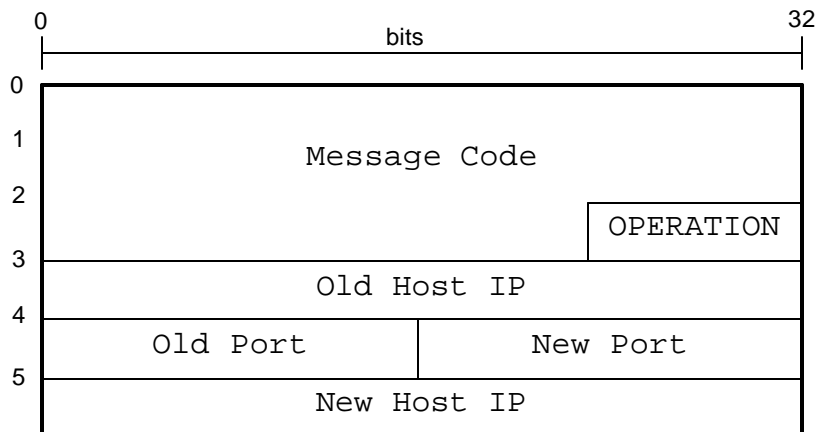 0 32
bits
0
1
Message Code
2
OPERATION
3
Old Host IP
4
Old Port New Port
5
New Host IP